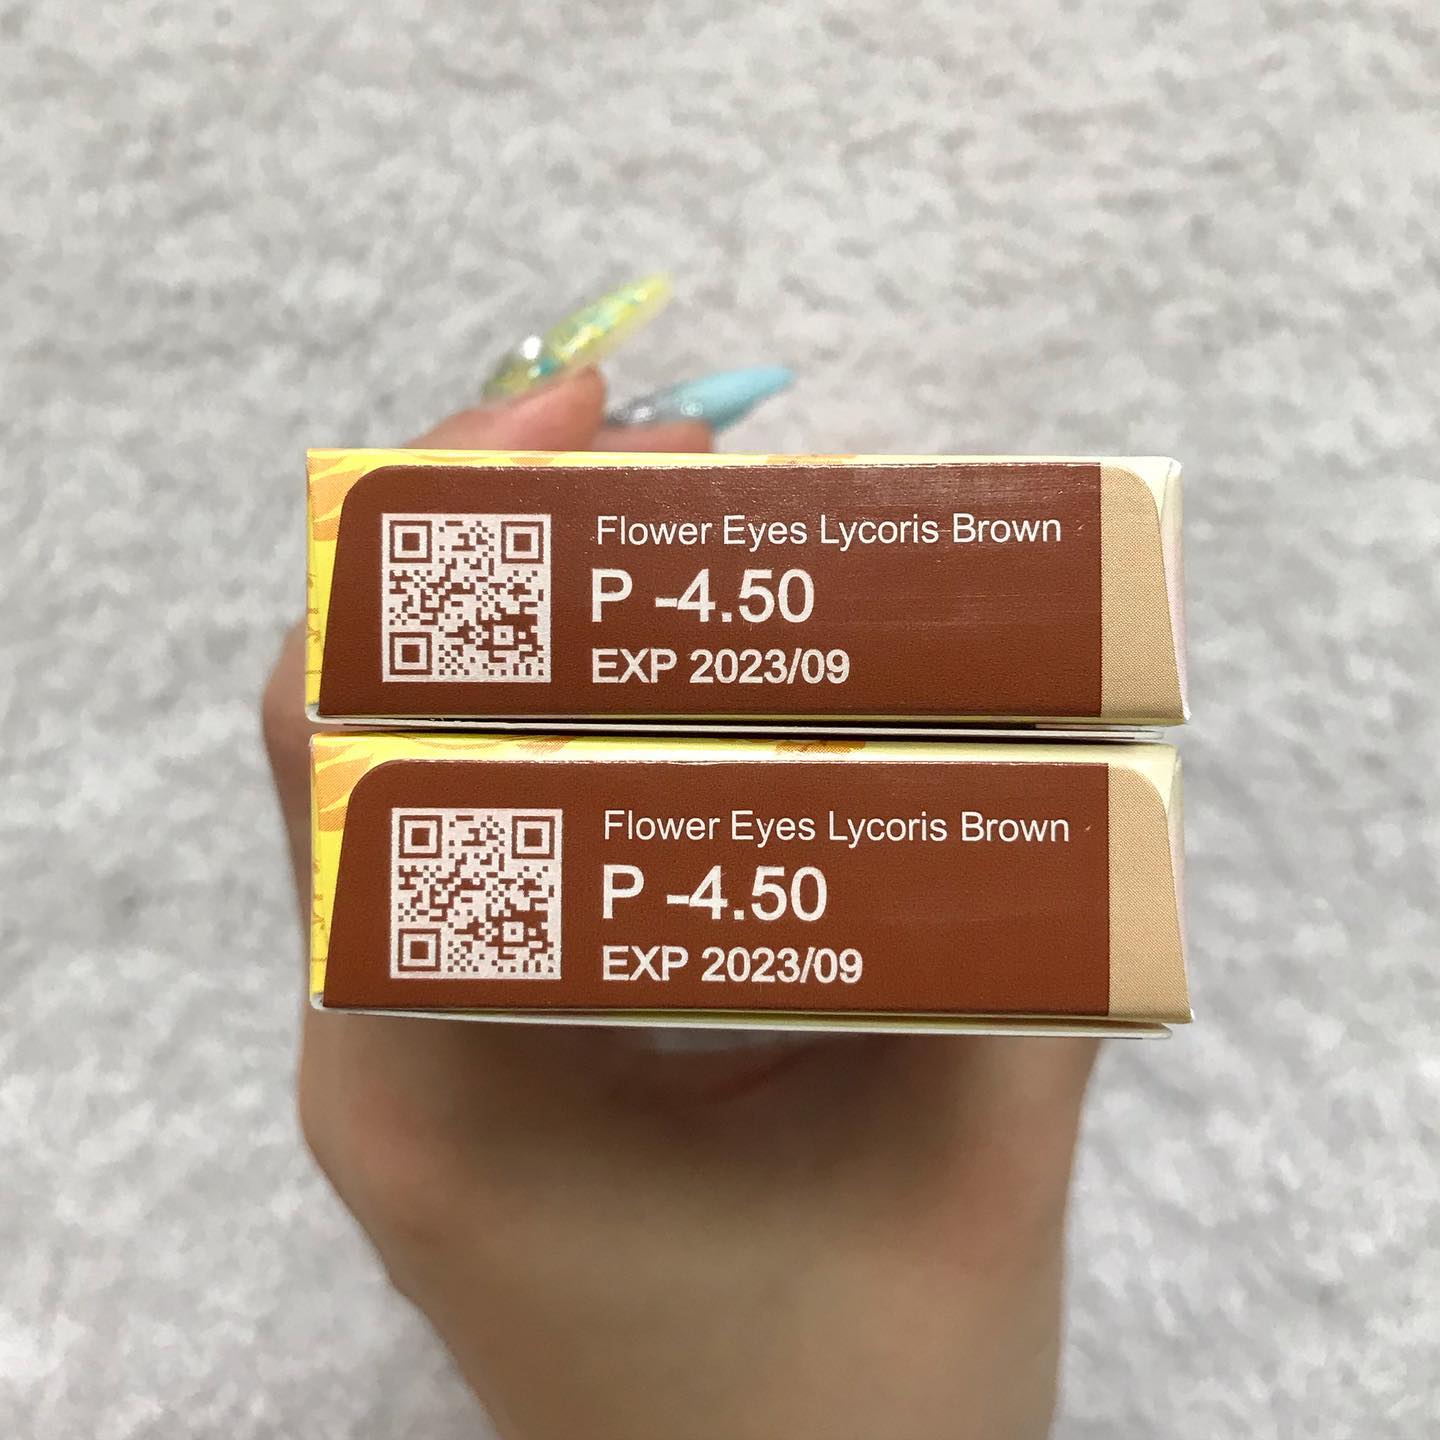 Flower Eyes Lycoris Brown
P -4.50
EXP 2023/09
Flower Eyes Lycoris Brown
P -4.50
EXP 2023/09